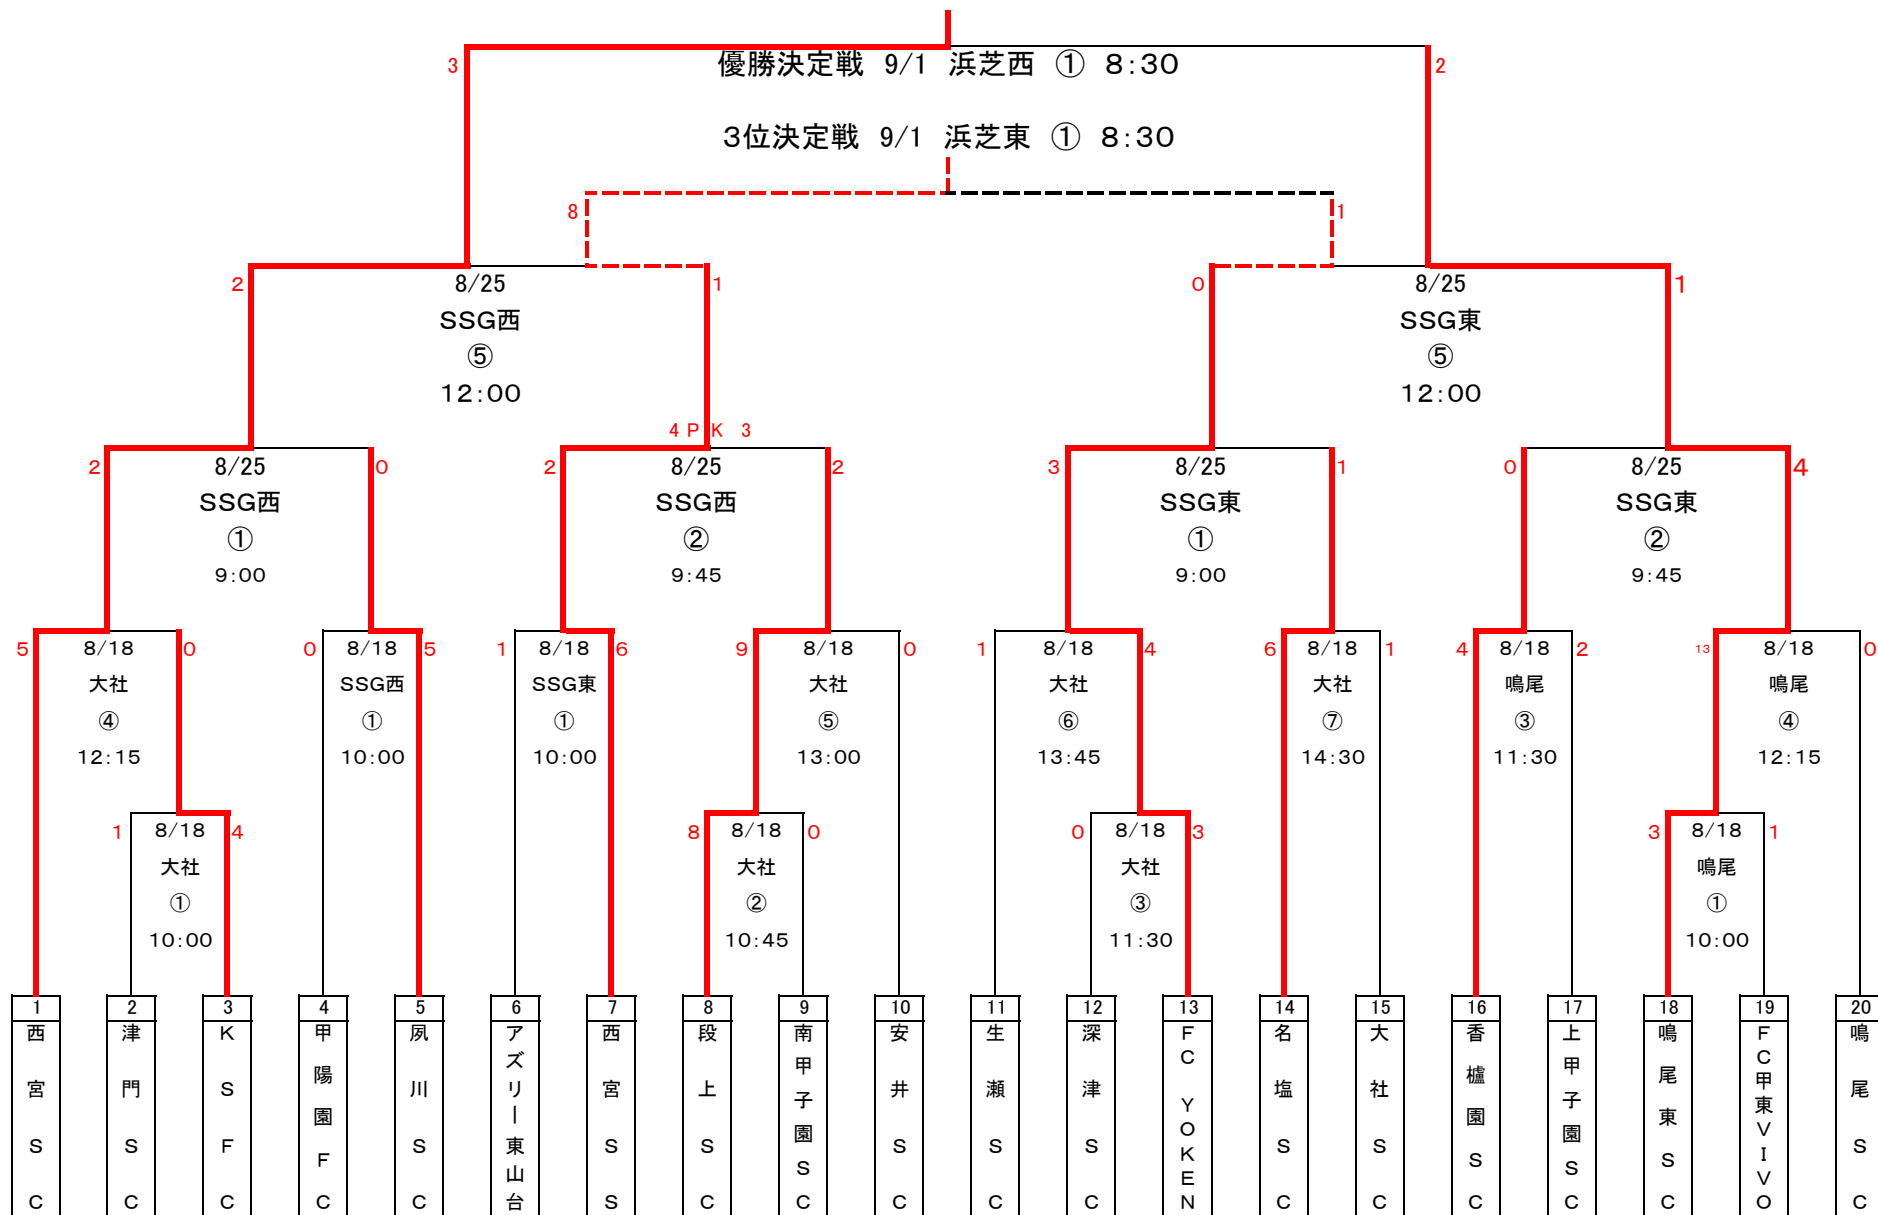 3 優勝決定戦 9/1 浜芝西 ① 8:30 2
3位決定戦 9/1 浜芝東 ① 8:30
8 1
2 8/25 1 0 8/25 1
SSG西 SSG東
⑤ ⑤
12:00 12:00
4 P K 3
2 8/25 0 2 8/25 2 3 8/25 1 0 8/25 4
SSG西 SSG西 SSG東 SSG東
① ② ① ②
9:00 9:45 9:00 9:45
5 8/18 0 0 8/18 5 1 8/18 6 9 8/18 0 1 8/18 4 6 8/18 1 4 8/18 2 13 8/18 0
大社 SSG西 SSG東 大社 大社 大社 鳴尾 鳴尾
④ ① ① ⑤ ⑥ ⑦ ③ ④
12:15 10:00 10:00 13:00 13:45 14:30 11:30 12:15
1 8/18 4 8 8/18 0 0 8/18 3 3 8/18 1
大社 大社 大社 鳴尾
① ② ③ ①
10:00 10:45 11:30 10:00
1 2 3 4 5 6 7 8 9 10 11 12 13 14 15 16 17 18 19 20
西宮SC
津門SC
KSFC
甲陽園FC
夙川SC
アズリー東山台
西宮SS
段上SC
南甲子園SC
安井SC
生瀬SC
深津SC
FC YOKEN
名塩SC
大社SC
香櫨園SC
上甲子園SC
鳴尾東SC
FC甲東VIVO
鳴尾SC